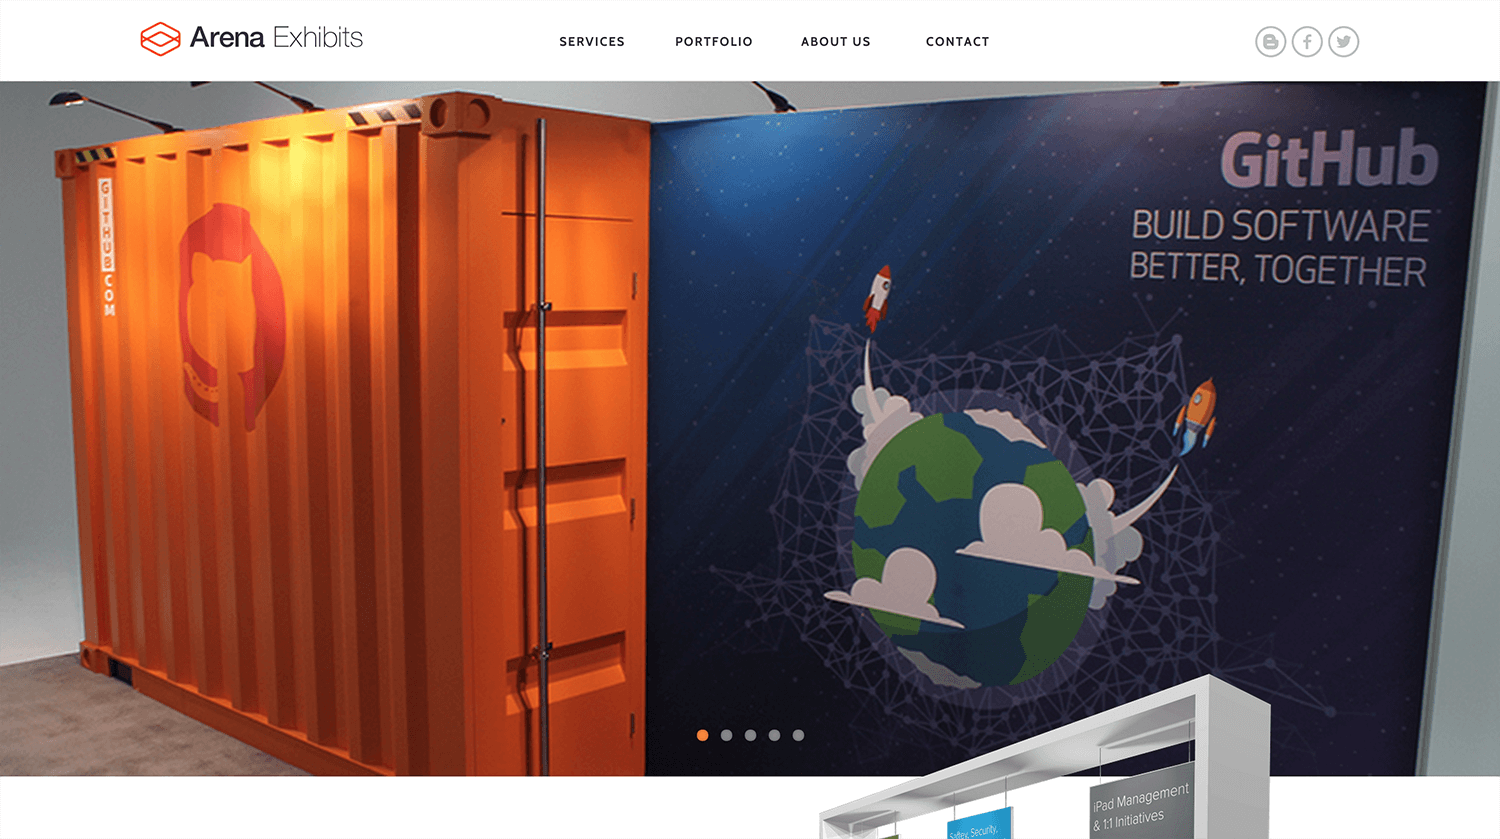 Arena Exhibits
SERVICES
PORTFOLIO
ABOUT US
CONTACT
GITHUB.COM
GitHub
BUILD SOFTWARE
BETTER, TOGETHER
iPad Management
& 1:1 Initiatives
Security,